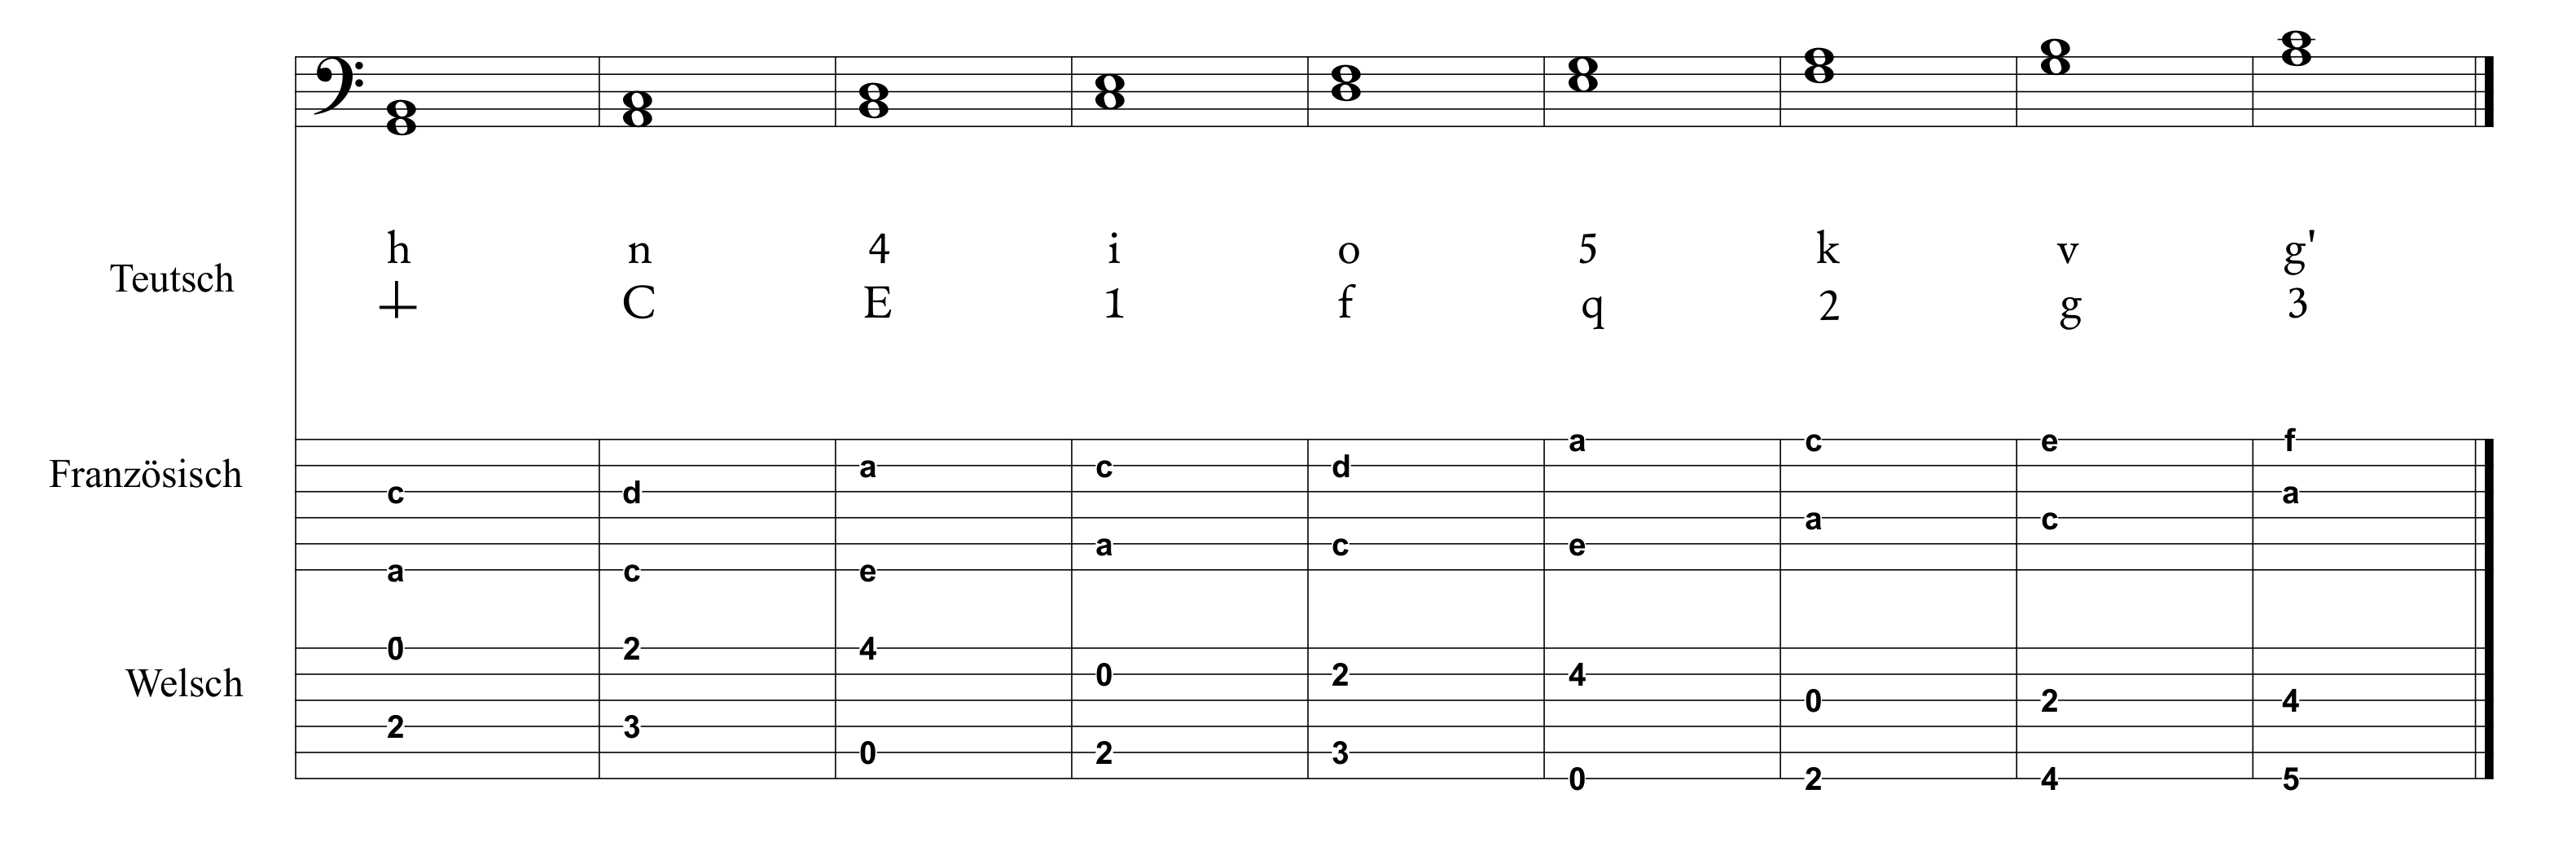 h n 4 i o 5 k v g'
Teutsch
+ C E 1 f q 2 g 3
a c e f
Französisch a c d
c d a
a c
a c e
a c e
0 2 4
Welsch 0 2 4
0 2 4
2 3
0 2 3
0 2 4 5